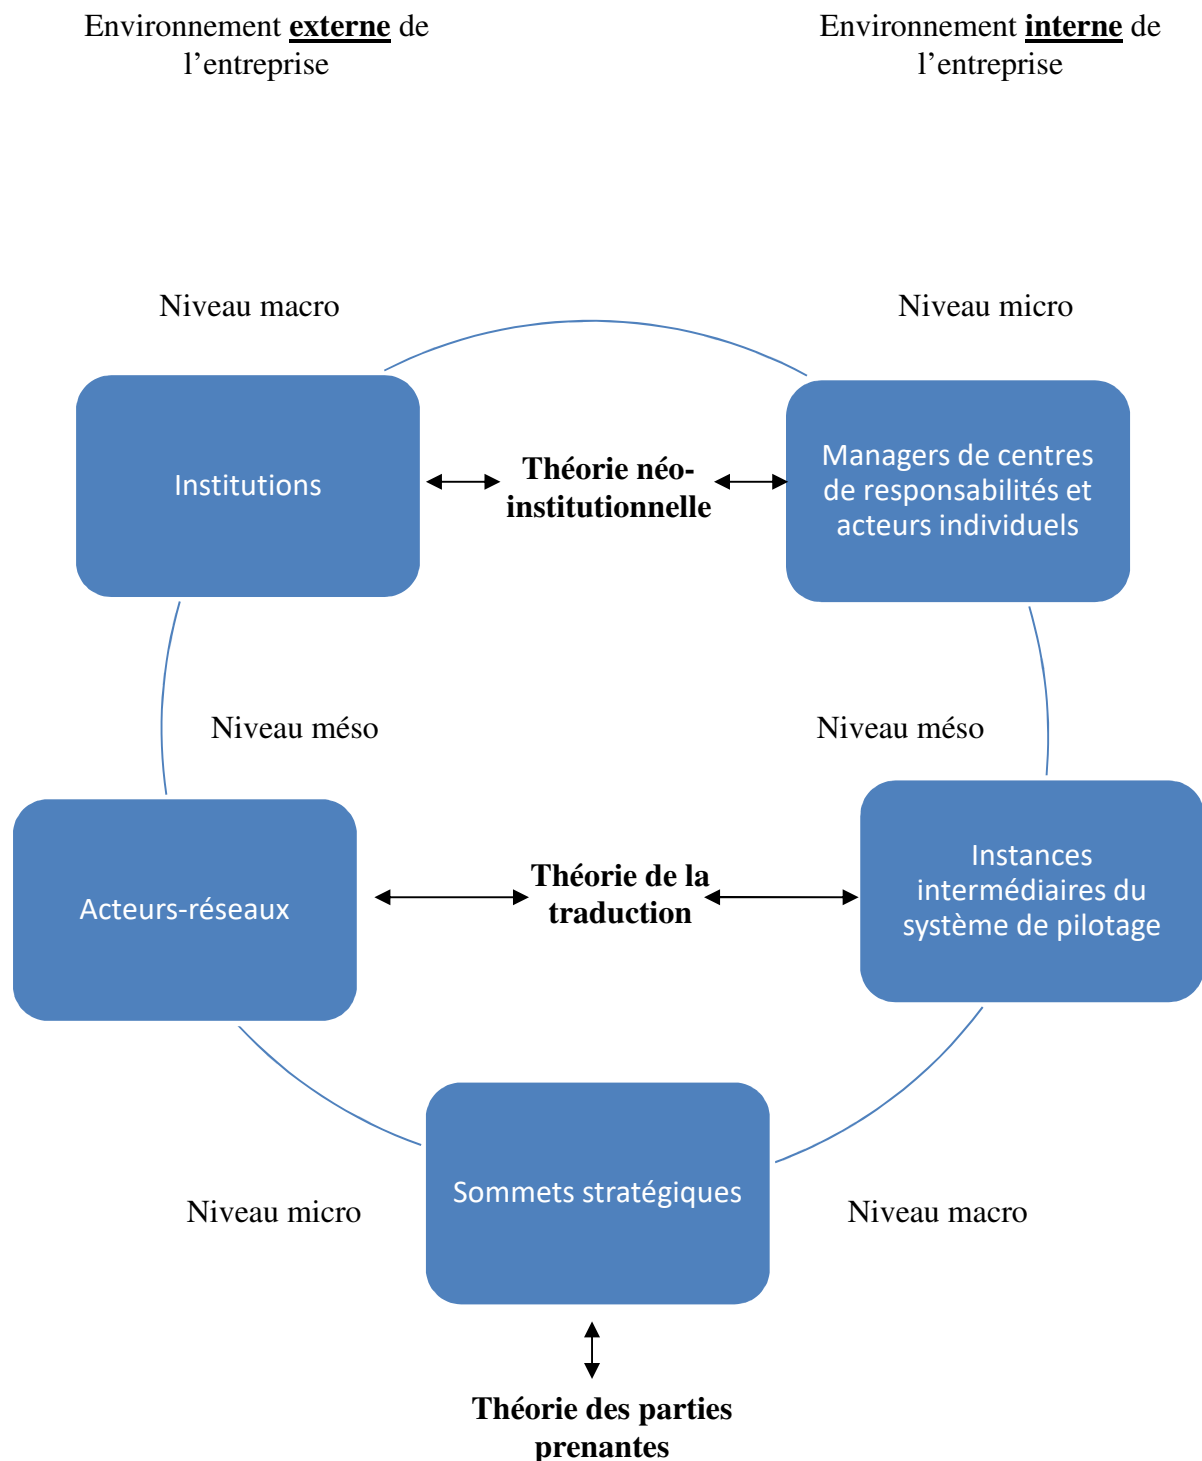 Environnement externe de
l’entreprise
Environnement interne de
l’entreprise
Niveau macro
Niveau micro
Institutions
Théorie néo-
institutionnelle
Managers de centres
de responsabilités et
acteurs individuels
Niveau méso
Niveau méso
Acteurs-réseaux
Théorie de la
traduction
Instances
intermédiaires du
système de pilotage
Sommets stratégiques
Niveau micro
Niveau macro
Théorie des parties
prenantes